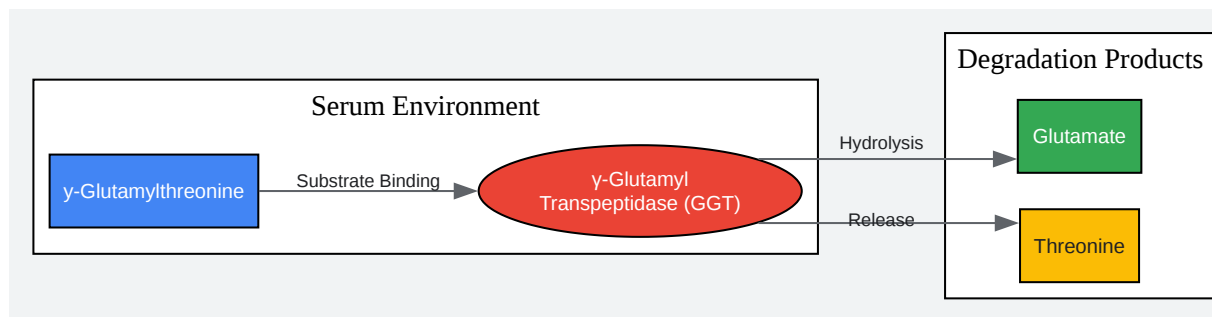 Degradation Products
Serum Environment
y-Glutamylthreonine
Substrate Binding
γ-Glutamyl
Transpeptidase (GGT)
Hydrolysis
Glutamate
Release
Threonine